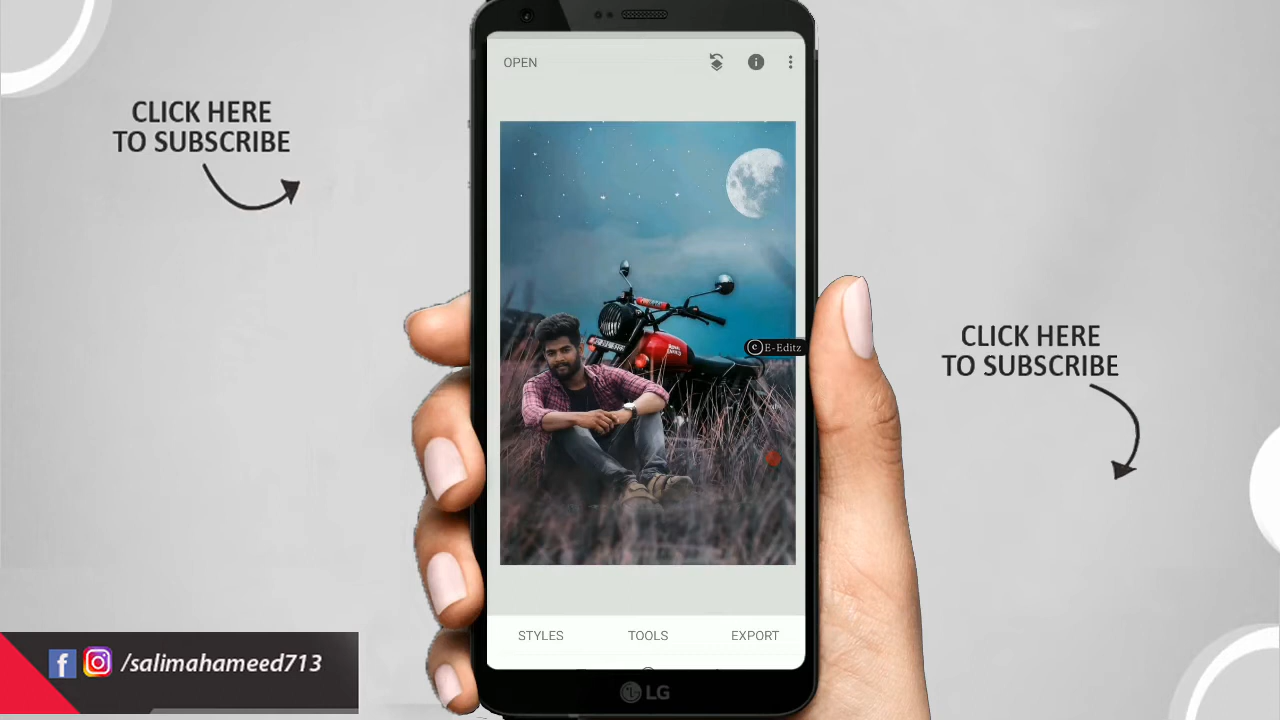 OPEN
CLICK HERE
TO SUBSCRIBE
E-Editz
CLICK HERE
TO SUBSCRIBE
STYLES
TOOLS
EXPORT
/salimahameed713
LG